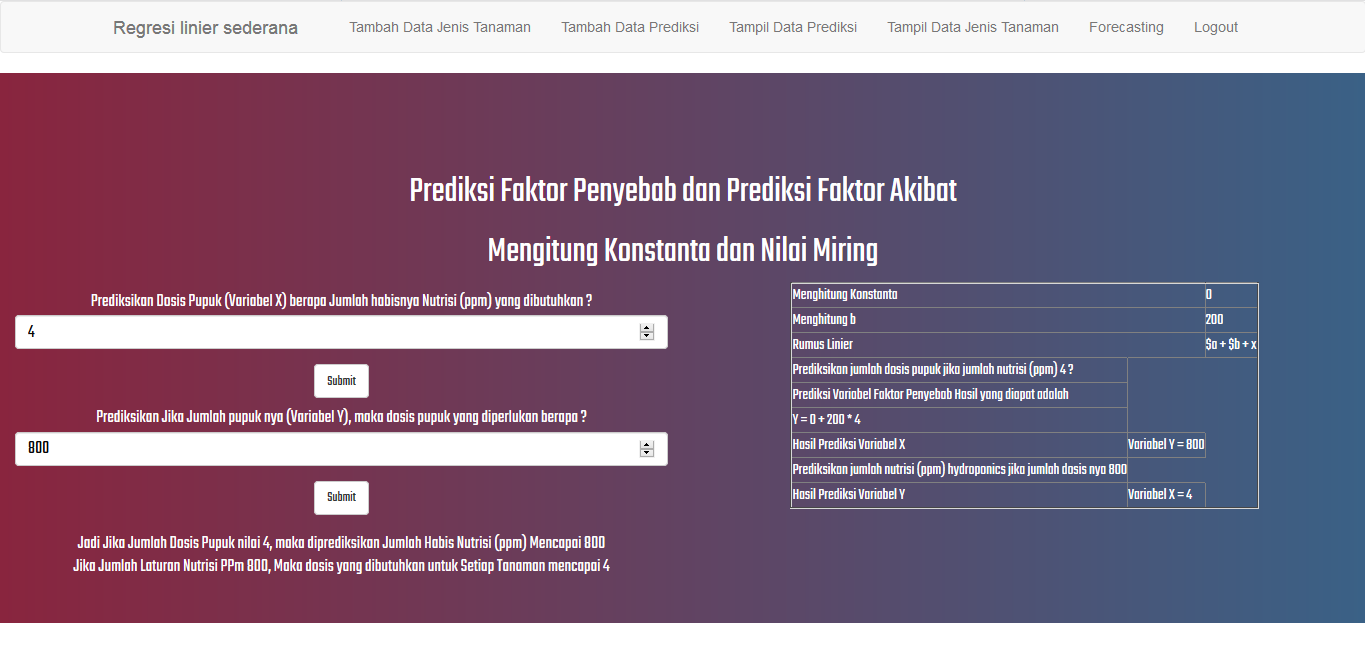 Regresi linier sederana
Tambah Data Jenis Tanaman
Tambah Data Prediksi
Tampil Data Prediksi
Tampil Data Jenis Tanaman
Forecasting
Logout
Prediksi Faktor Penyebab dan Prediksi Faktor Akibat
Mengitung Konstanta dan Nilai Miring
Prediksikan Dosis Pupuk (Variabel X) berapa Jumlah habisnya Nutrisi (ppm) yang dibutuhkan ?
4
Submit
Prediksikan Jika Jumlah pupuk nya (Variabel Y), maka dosis pupuk yang diperlukan berapa ?
800
Submit
Jadi Jika Jumlah Dosis Pupuk nilai 4, maka diprediksikan Jumlah Habis Nutrisi (ppm) Mencapai 800
Jika Jumlah Laturan Nutrisi PPm 800, Maka dosis yang dibutuhkan untuk Setiap Tanaman mencapai 4
Menghitung Konstanta 0
Menghitung b 200
Rumus Linier $a + $b + x
Prediksikan jumlah dosis pupuk jika jumlah nutrisi (ppm) 4 ?
Prediksi Variabel Faktor Penyebab Hasil yang diapat adalah
Y = 0 + 200 * 4
Hasil Prediksi Variabel X Variabel Y = 800
Prediksikan jumlah nutrisi (ppm) hydroponics jika jumlah dosis nya 800
Hasil Prediksi Variabel Y Variabel X = 4